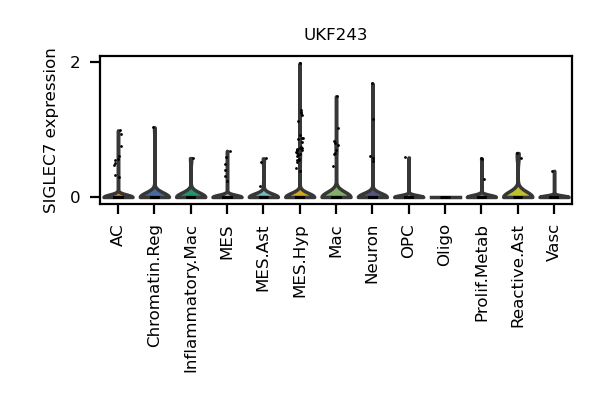 UKF243
SIGLEC7 expression
2
0
AC
Chromatin.Reg
Inflammatory.Mac
MES
MES.Ast
MES.Hyp
Mac
Neuron
OPC
Oligo
Prolif.Metab
Reactive.Ast
Vasc